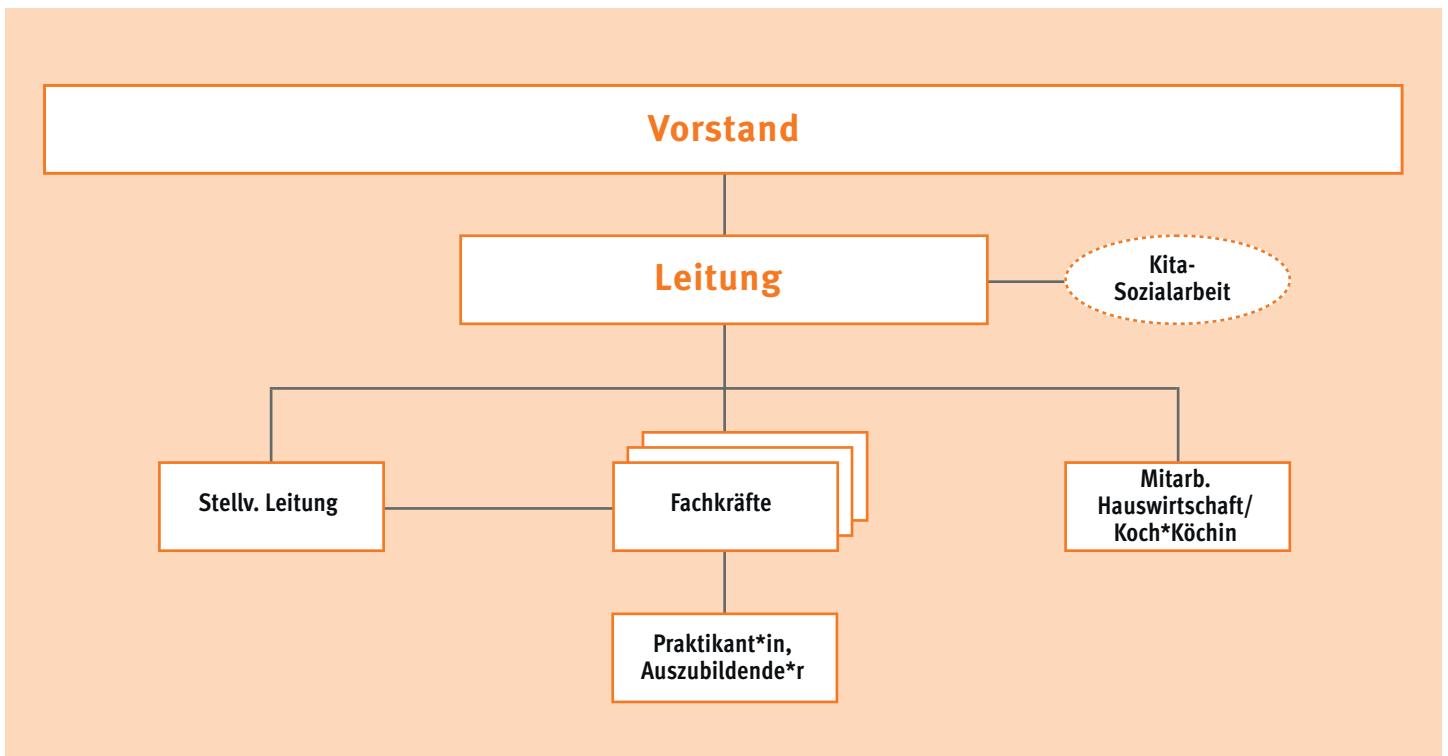 Vorstand
Leitung
Kita-
Sozialarbeit
Stellv. Leitung
Fachkräfte
Mitarb.
Hauswirtschaft/
Koch*Köchin
Praktikant*in,
Auszubildende*r